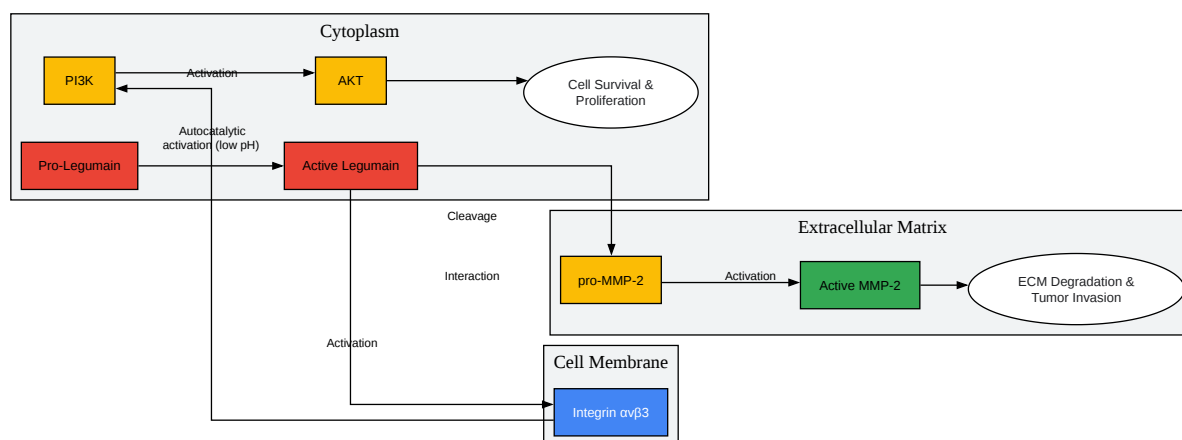 Cytoplasm
PI3K
Activation
AKT
Cell Survival &
Proliferation
Autocatalytic
activation (low pH)
Pro-Legumain
Active Legumain
Cleavage
Extracellular Matrix
Interaction
pro-MMP-2
Activation
Active MMP-2
ECM Degradation &
Tumor Invasion
Activation
Cell Membrane
Integrin αvβ3